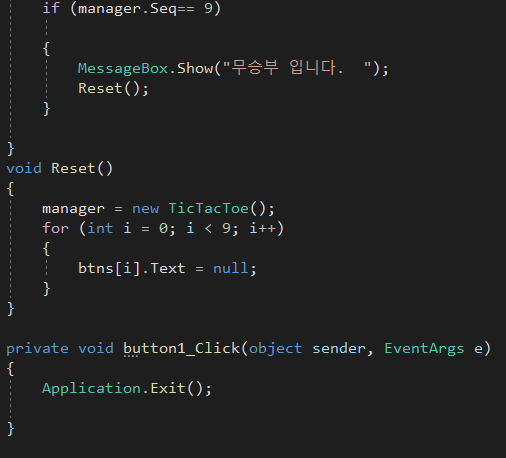 if (manager.Seq== 9)
{
MessageBox.Show("무승부 입니다.  ");
Reset();
}
}
void Reset()
{
manager = new TicTacToe();
for (int i = 0; i < 9; i++)
{
btns[i].Text = null;
}
}
private void button1_Click(object sender, EventArgs e)
{
Application.Exit();
}